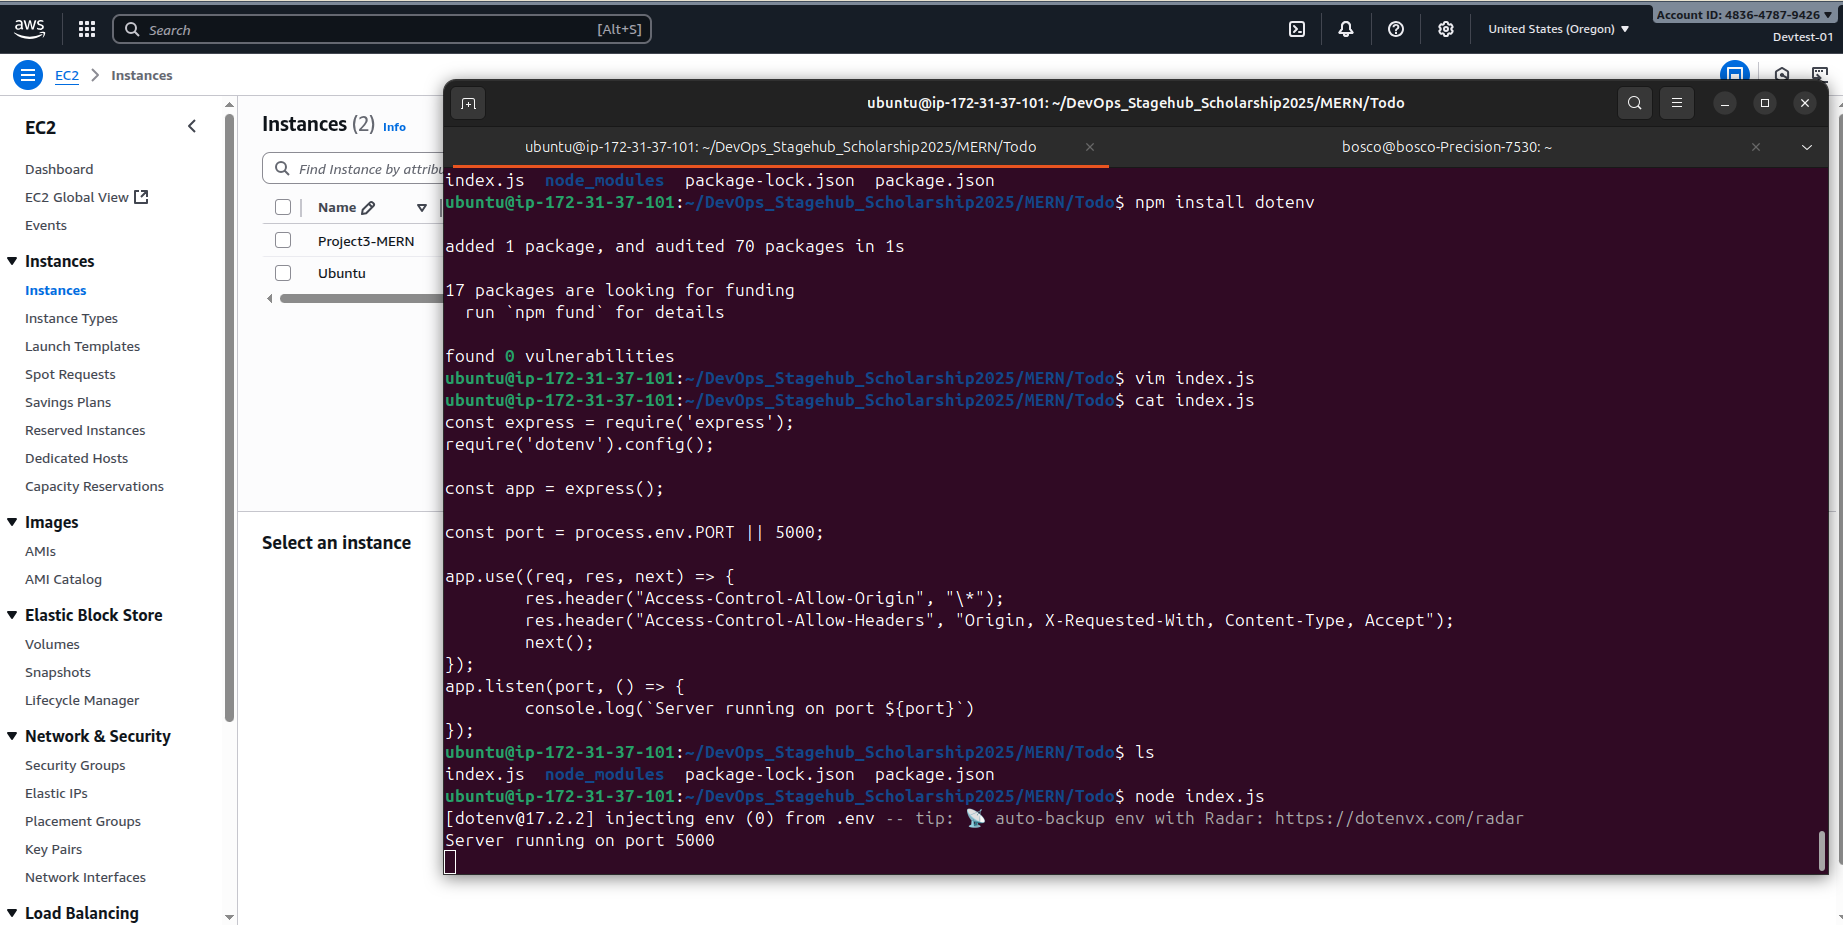 aws
Search
[Alt+S]
United States (Oregon)
Account ID: 4836-4787-9426
Devtest-01
EC2
Instances
EC2
Dashboard
EC2 Global View
Events
Instances
Instances
Instance Types
Launch Templates
Spot Requests
Savings Plans
Reserved Instances
Dedicated Hosts
Capacity Reservations
Images
AMIs
AMI Catalog
Elastic Block Store
Volumes
Snapshots
Lifecycle Manager
Network & Security
Security Groups
Elastic IPs
Placement Groups
Key Pairs
Network Interfaces
Load Balancing
Instances (2) Info
Find Instance by attribu
Name
Project3-MERN
Ubuntu
Select an instance
ubuntu@ip-172-31-37-101: ~/DevOps_Stagehub_Scholarship2025/MERN/Todo
ubuntu@ip-172-31-37-101: ~/DevOps_Stagehub_Scholarship2025/MERN/Todo
bosco@bosco-Precision-7530: ~
index.js  node_modules  package-lock.json  package.json
ubuntu@ip-172-31-37-101:~/DevOps_Stagehub_Scholarship2025/MERN/Todo$ npm install dotenv
added 1 package, and audited 70 packages in 1s
17 packages are looking for funding
  run `npm fund` for details
found 0 vulnerabilities
ubuntu@ip-172-31-37-101:~/DevOps_Stagehub_Scholarship2025/MERN/Todo$ vim index.js
ubuntu@ip-172-31-37-101:~/DevOps_Stagehub_Scholarship2025/MERN/Todo$ cat index.js
const express = require('express');
require('dotenv').config();
const app = express();
const port = process.env.PORT || 5000;
app.use((req, res, next) => {
        res.header("Access-Control-Allow-Origin", "\*");
        res.header("Access-Control-Allow-Headers", "Origin, X-Requested-With, Content-Type, Accept");
        next();
});
app.listen(port, () => {
        console.log(`Server running on port ${port}`)
});
ubuntu@ip-172-31-37-101:~/DevOps_Stagehub_Scholarship2025/MERN/Todo$ ls
index.js  node_modules  package-lock.json  package.json
ubuntu@ip-172-31-37-101:~/DevOps_Stagehub_Scholarship2025/MERN/Todo$ node index.js
[dotenv@17.2.2] injecting env (0) from .env -- tip: 📡 auto-backup env with Radar: https://dotenvx.com/radar
Server running on port 5000